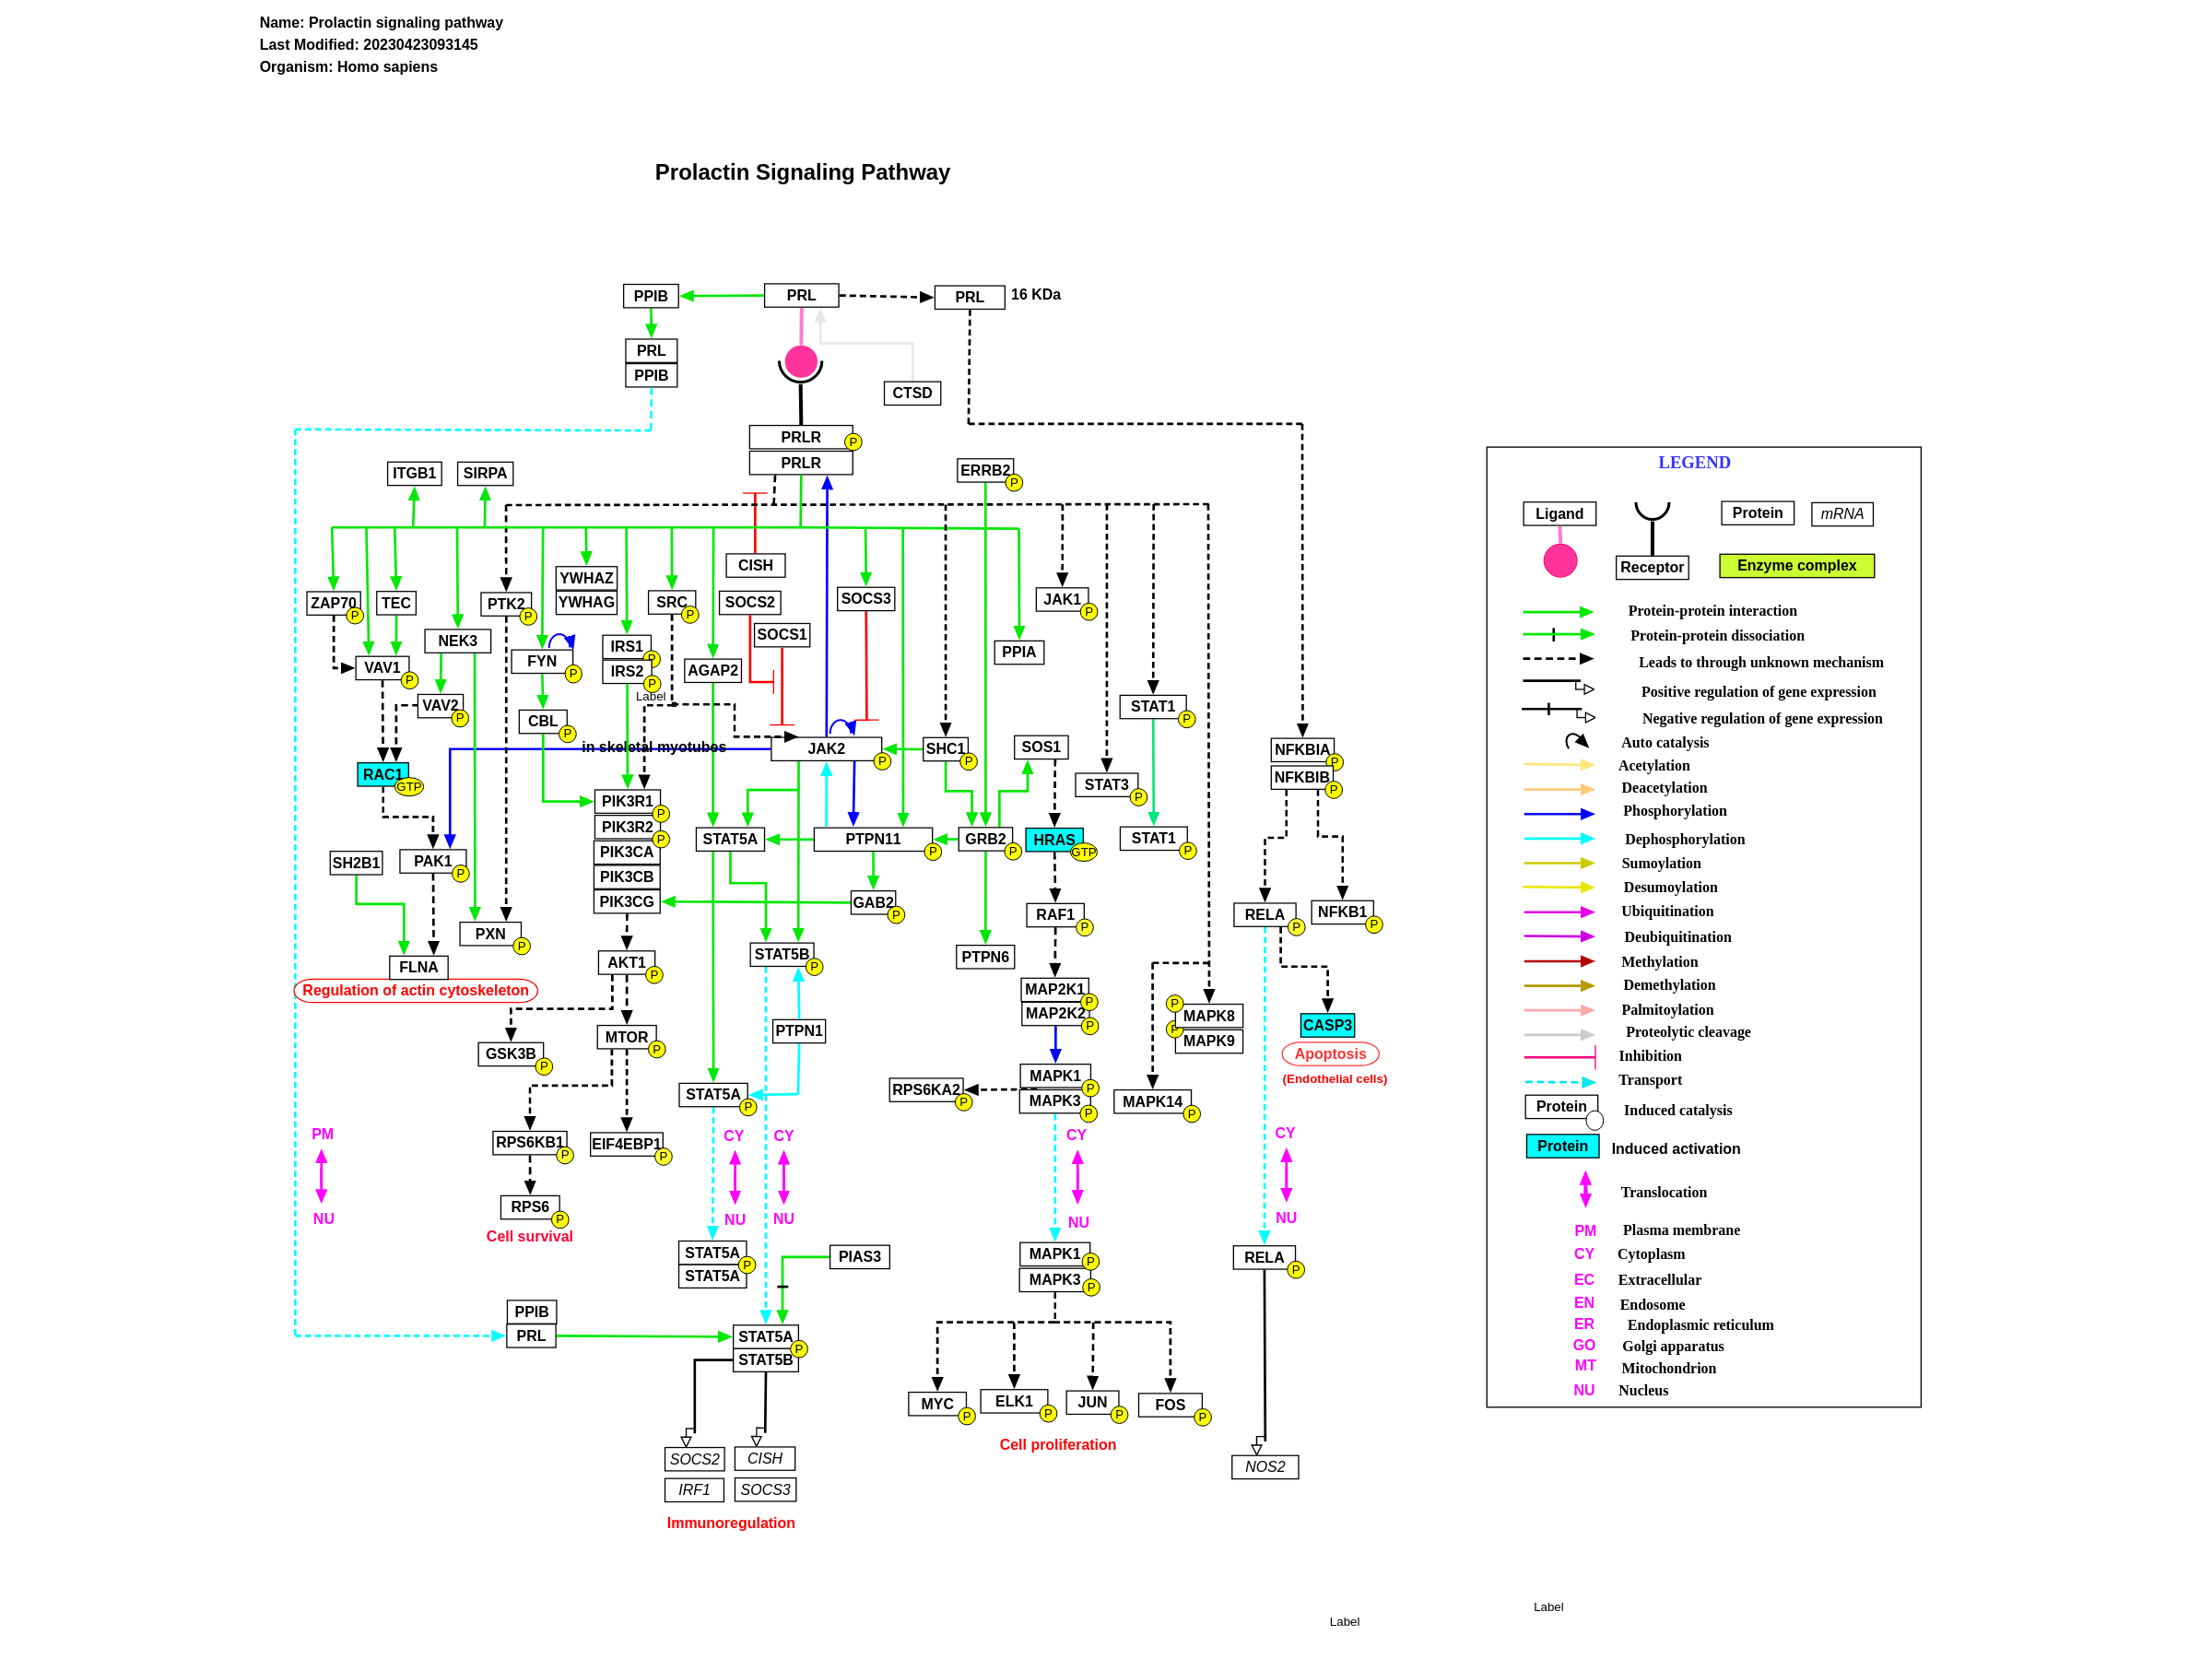 Name: Prolactin signaling pathway
Last Modified: 20230423093145
Organism: Homo sapiens
Prolactin Signaling Pathway
PPIB
PRL
PRL
16 KDa
PRL
PPIB
CTSD
PRLR
P
PRLR
ITGB1
SIRPA
ERRB2
P
CISH
YWHAZ
YWHAG
ZAP70
P
TEC
PTK2
P
SRC
P
SOCS2
SOCS3
JAK1
P
SOCS1
NEK3
IRS1
P
IRS2
P
Label
FYN
P
PPIA
VAV1
P
AGAP2
VAV2
P
STAT1
P
CBL
P
in skeletal myotubes
JAK2
P
SHC1
P
SOS1
NFKBIA
P
NFKBIB
P
RAC1
GTP
STAT3
P
PIK3R1
P
PIK3R2
P
PIK3CA
PIK3CB
PIK3CG
STAT5A
PTPN11
P
GRB2
P
HRAS
GTP
STAT1
P
SH2B1
PAK1
P
GAB2
P
RAF1
P
RELA
P
NFKB1
P
PXN
P
STAT5B
P
PTPN6
AKT1
P
FLNA
Regulation of actin cytoskeleton
MAP2K1
P
MAP2K2
P
P
MAPK8
P
MAPK9
CASP3
Apoptosis
(Endothelial cells)
PTPN1
MTOR
P
GSK3B
P
MAPK1
P
MAPK3
P
RPS6KA2
P
STAT5A
P
MAPK14
P
PM
NU
RPS6KB1
P
EIF4EBP1
P
CY
NU
CY
NU
CY
NU
CY
NU
RPS6
P
Cell survival
STAT5A
P
STAT5A
PIAS3
MAPK1
P
MAPK3
P
RELA
P
PPIB
PRL
STAT5A
P
STAT5B
MYC
P
ELK1
P
JUN
P
FOS
P
Cell proliferation
SOCS2
CISH
IRF1
SOCS3
Immunoregulation
NOS2
Label
Label
LEGEND
Ligand
Receptor
Protein
mRNA
Enzyme complex
Protein-protein interaction
Protein-protein dissociation
Leads to through unknown mechanism
Positive regulation of gene expression
Negative regulation of gene expression
Auto catalysis
Acetylation
Deacetylation
Phosphorylation
Dephosphorylation
Sumoylation
Desumoylation
Ubiquitination
Deubiquitination
Methylation
Demethylation
Palmitoylation
Proteolytic cleavage
Inhibition
Transport
Protein
Induced catalysis
Protein
Induced activation
Translocation
PM Plasma membrane
CY Cytoplasm
EC Extracellular
EN Endosome
ER Endoplasmic reticulum
GO Golgi apparatus
MT Mitochondrion
NU Nucleus